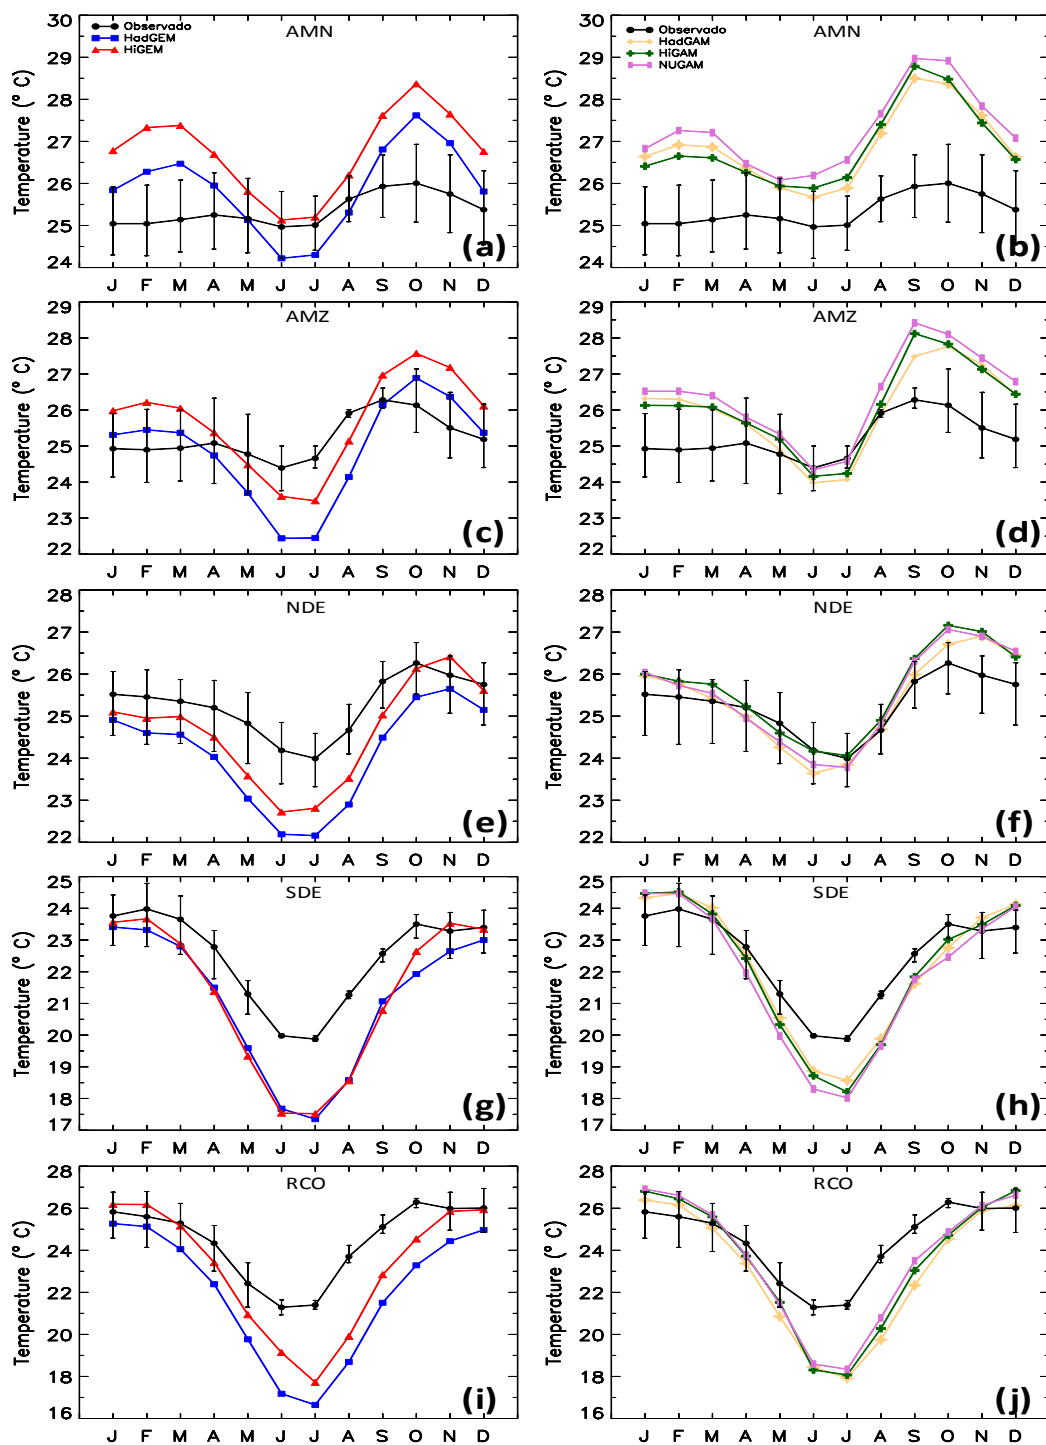 AMN
Observado
HadGEM
HiGEM
Temperature (° C)
30
29
28
27
26
25
24
J F M A M J J A S O N D
(a)
AMN
Observado
HadGAM
HiGAM
NUGAM
Temperature (° C)
30
29
28
27
26
25
24
J F M A M J J A S O N D
(b)
AMZ
Temperature (° C)
29
28
27
26
25
24
23
22
J F M A M J J A S O N D
(c)
AMZ
Temperature (° C)
29
28
27
26
25
24
23
22
J F M A M J J A S O N D
(d)
NDE
Temperature (° C)
28
27
26
25
24
23
22
J F M A M J J A S O N D
(e)
NDE
Temperature (° C)
28
27
26
25
24
23
22
J F M A M J J A S O N D
(f)
SDE
Temperature (° C)
25
24
23
22
21
20
19
18
17
J F M A M J J A S O N D
(g)
SDE
Temperature (° C)
25
24
23
22
21
20
19
18
17
J F M A M J J A S O N D
(h)
RCO
Temperature (° C)
28
26
24
22
20
18
16
J F M A M J J A S O N D
(i)
RCO
Temperature (° C)
28
26
24
22
20
18
16
J F M A M J J A S O N D
(j)